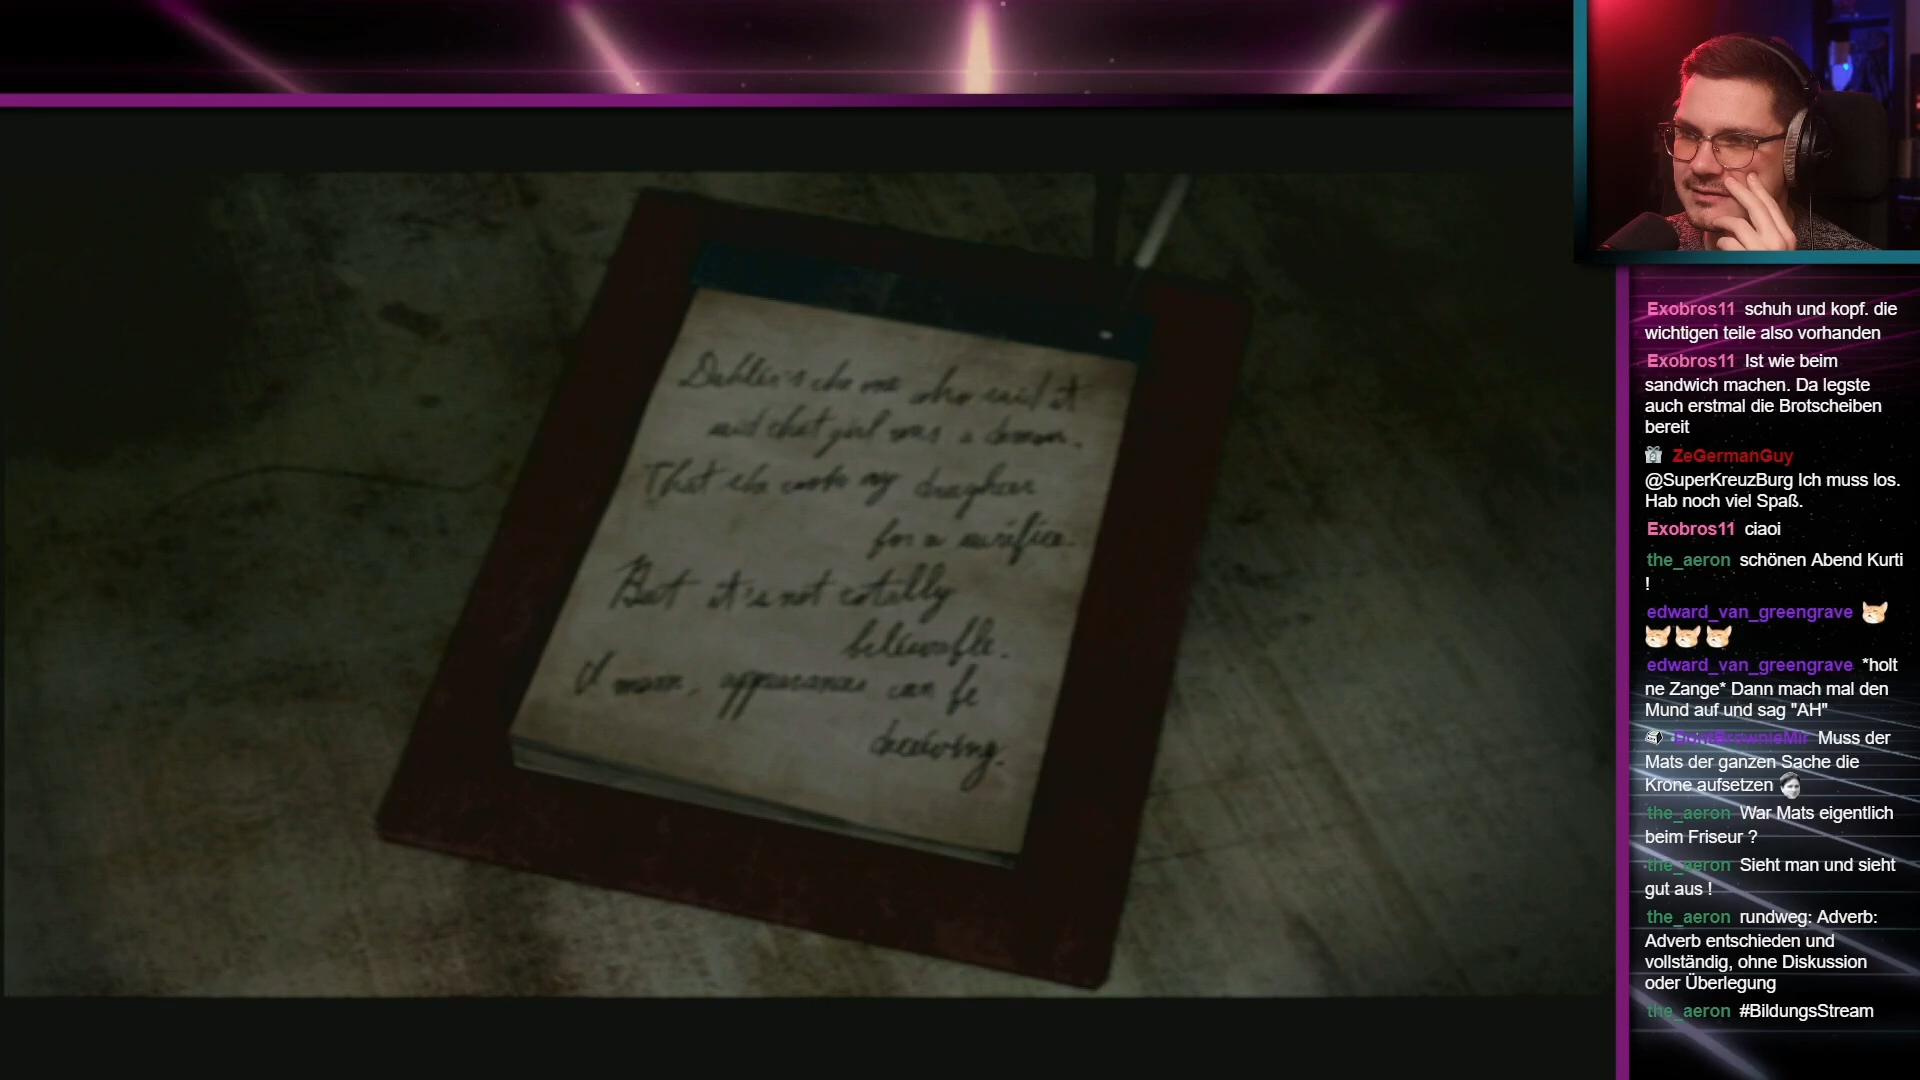 Dahlia's the one who said it
said that girl was a demon.
That she took my daughter
for a sacrifice.
But it's not totally
believable.
I mean, appearances can be
deceiving.
Exobros11 schuh und kopf. die
wichtigen teile also vorhanden
Exobros11 Ist wie beim
sandwich machen. Da legste
auch erstmal die Brotscheiben
bereit
ZeGermanGuy
@SuperKreuzBurg Ich muss los.
Hab noch viel Spaß.
Exobros11 ciaoi
the_aeron schönen Abend Kurti
!
edward_van_greengrave
edward_van_greengrave *holt
ne Zange* Dann mach mal den
Mund auf und sag "AH"
DontBrownieMir Muss der
Mats der ganzen Sache die
Krone aufsetzen
the_aeron War Mats eigentlich
beim Friseur ?
the_aeron Sieht man und sieht
gut aus !
the_aeron rundweg: Adverb:
Adverb entschieden und
vollständig, ohne Diskussion
oder Überlegung
the_aeron #BildungsStream